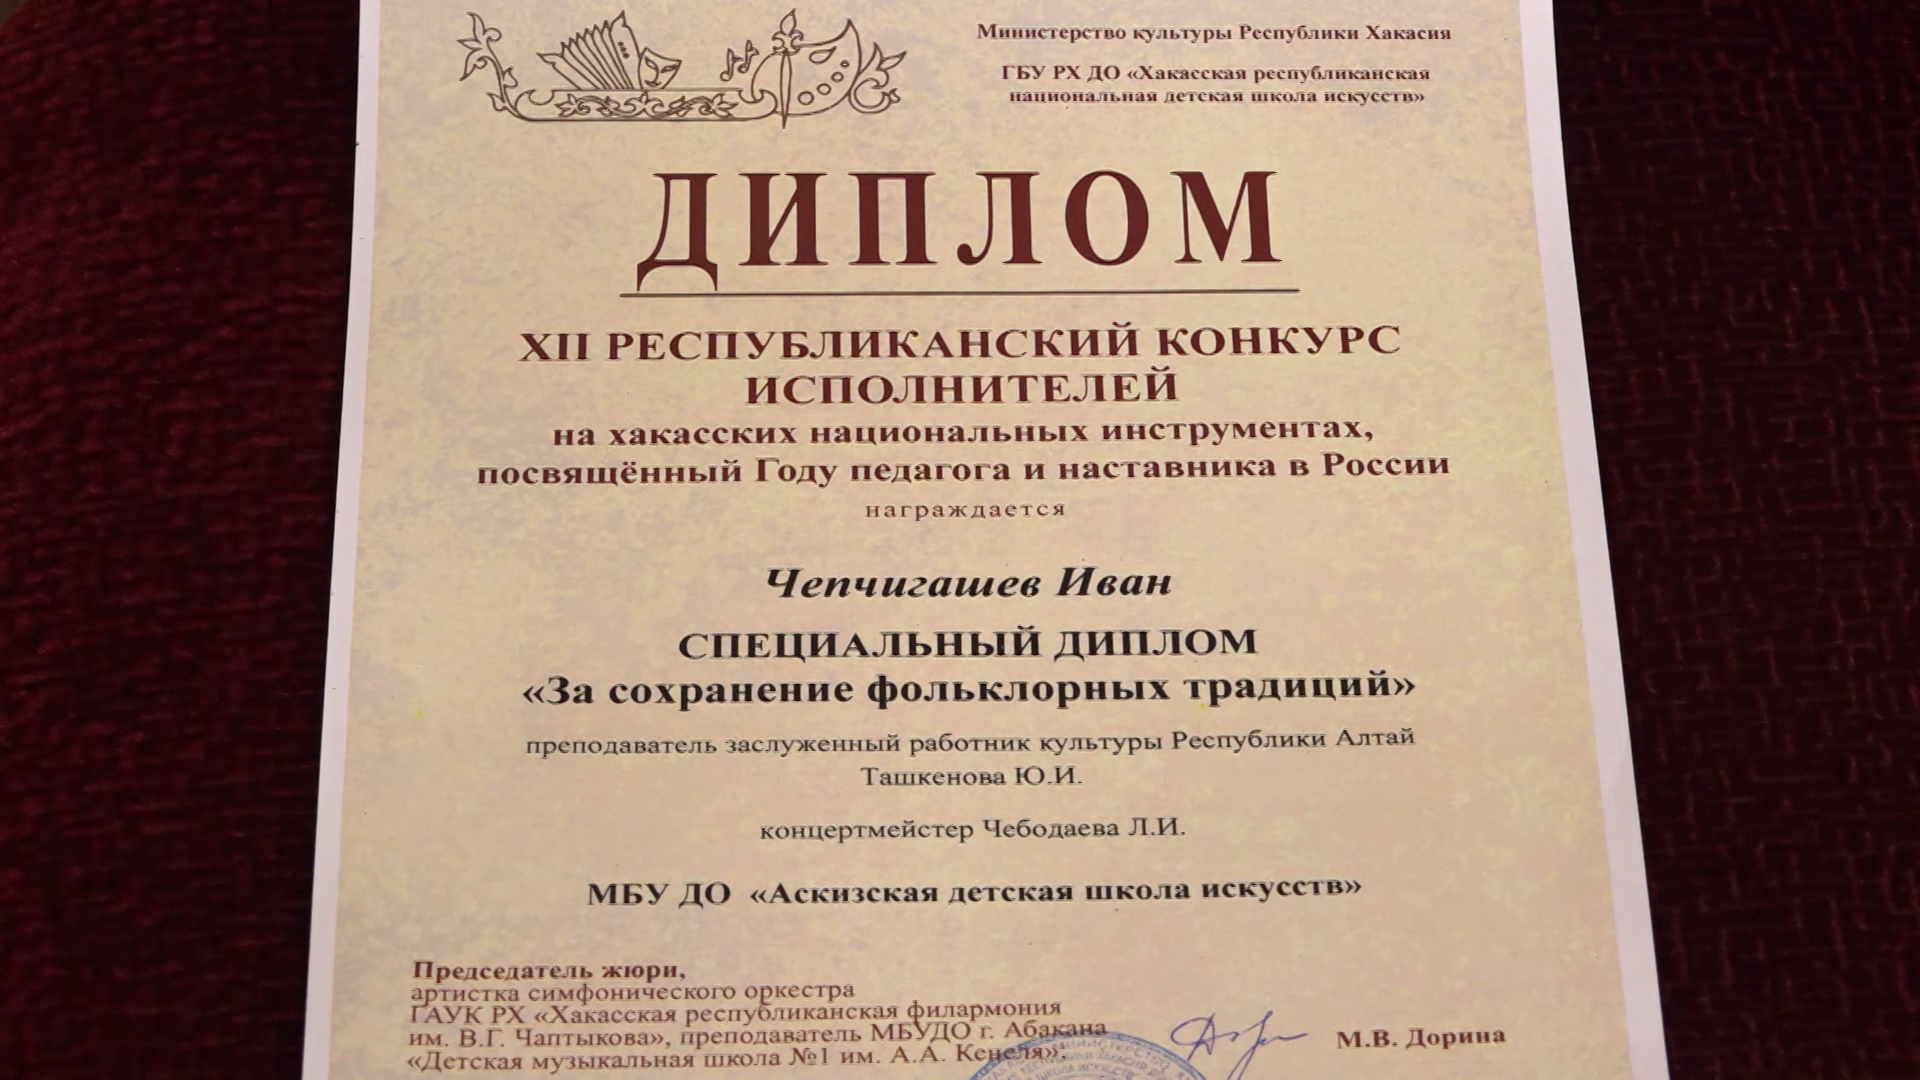 Министерство культуры Республики Хакасия
ГБУ РХ ДО «Хакасская республиканская
национальная детская школа искусств»
ДИПЛОМ
XII РЕСПУБЛИКАНСКИЙ КОНКУРС
ИСПОЛНИТЕЛЕЙ
на хакасских национальных инструментах,
посвящённый Году педагога и наставника в России
награждается
Чепчигашев Иван
СПЕЦИАЛЬНЫЙ ДИПЛОМ
«За сохранение фольклорных традиций»
преподаватель заслуженный работник культуры Республики Алтай
Ташкенова Ю.И.
концертмейстер Чебодаева Л.И.
МБУ ДО «Аскизская детская школа искусств»
Председатель жюри,
артистка симфонического оркестра
ГАУК РХ «Хакасская республиканская филармония
им. В.Г. Чаптыкова», преподаватель МБУДО г. Абакана
«Детская музыкальная школа №1 им. А.А. Кенеля».
М.В. Дорина